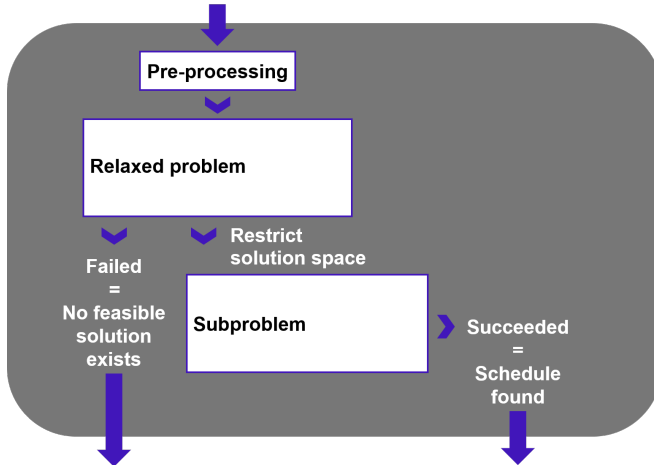 Pre-processing
Relaxed problem
Restrict
solution space
Failed
=
No feasible
solution
exists
Subproblem
Succeeded
=
Schedule
found